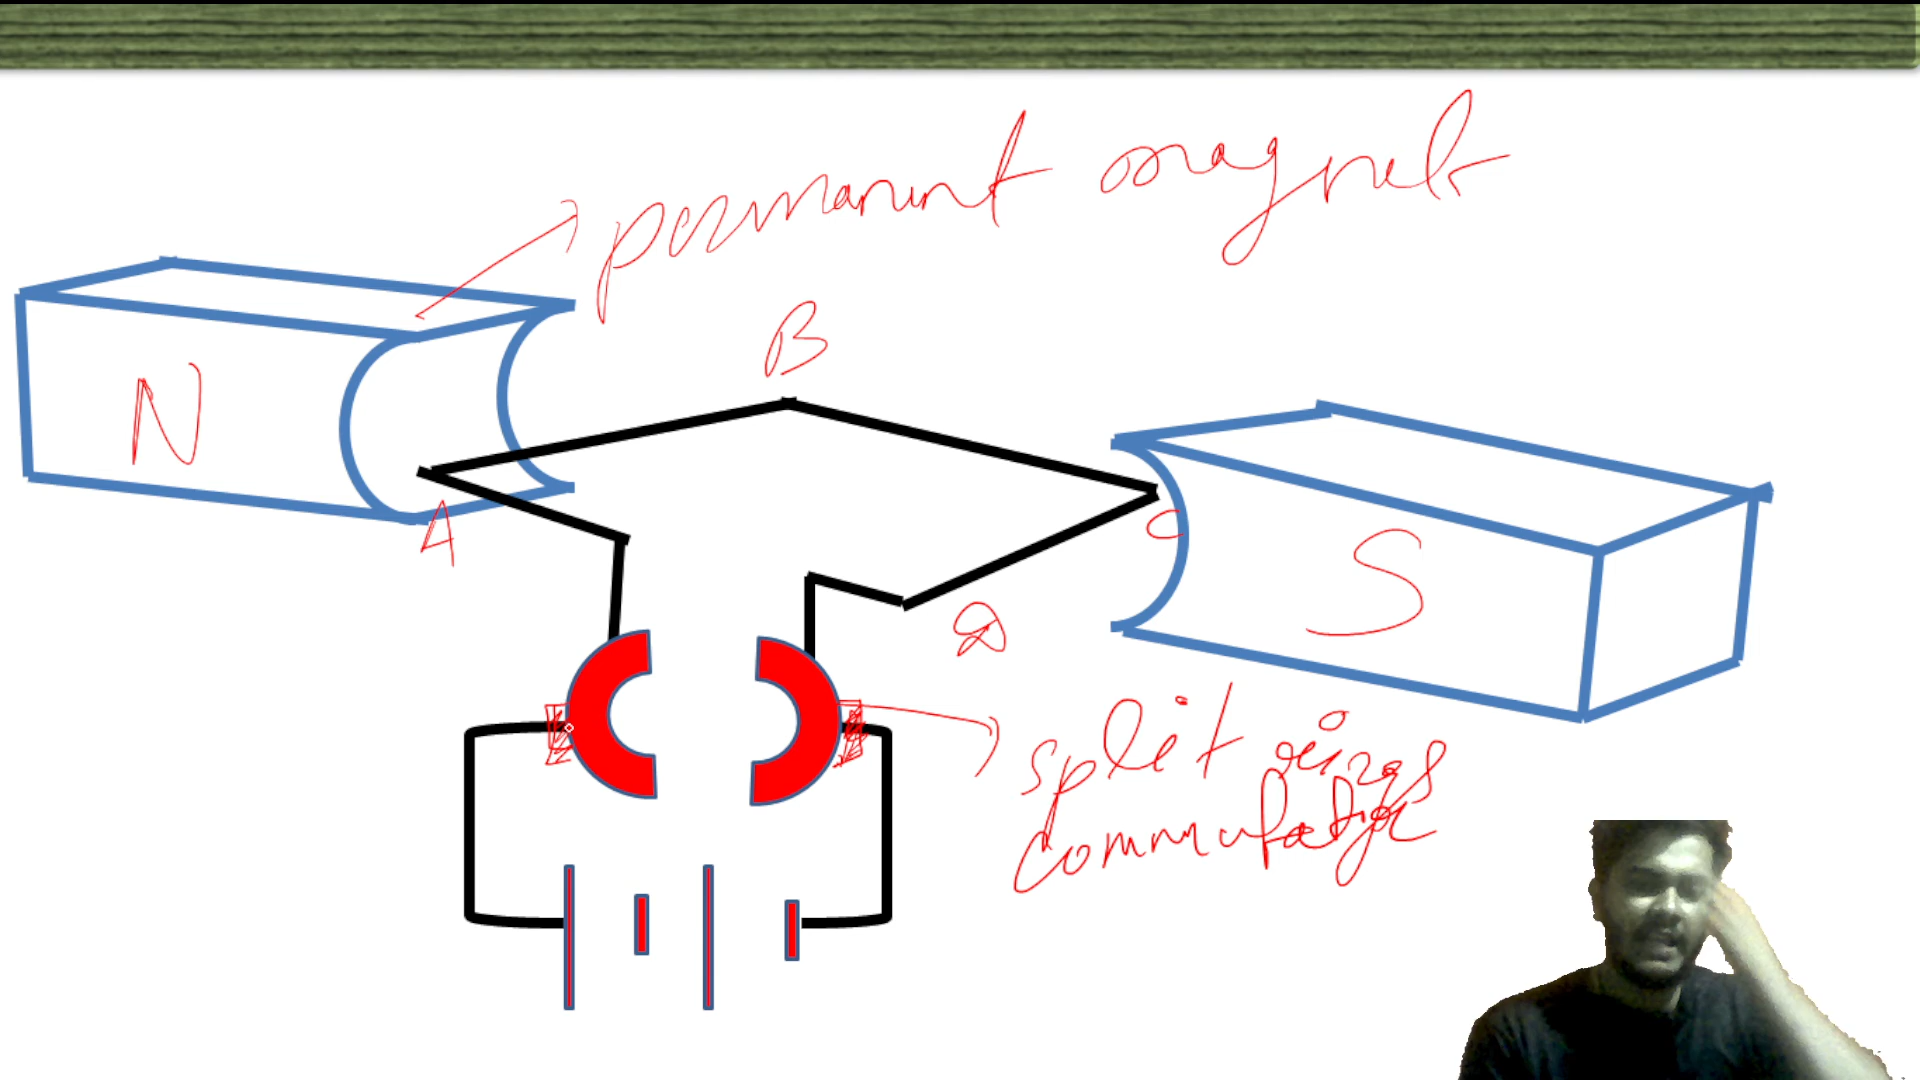 permanent magnet
B
N
A
C
S
D
split rings
commutator